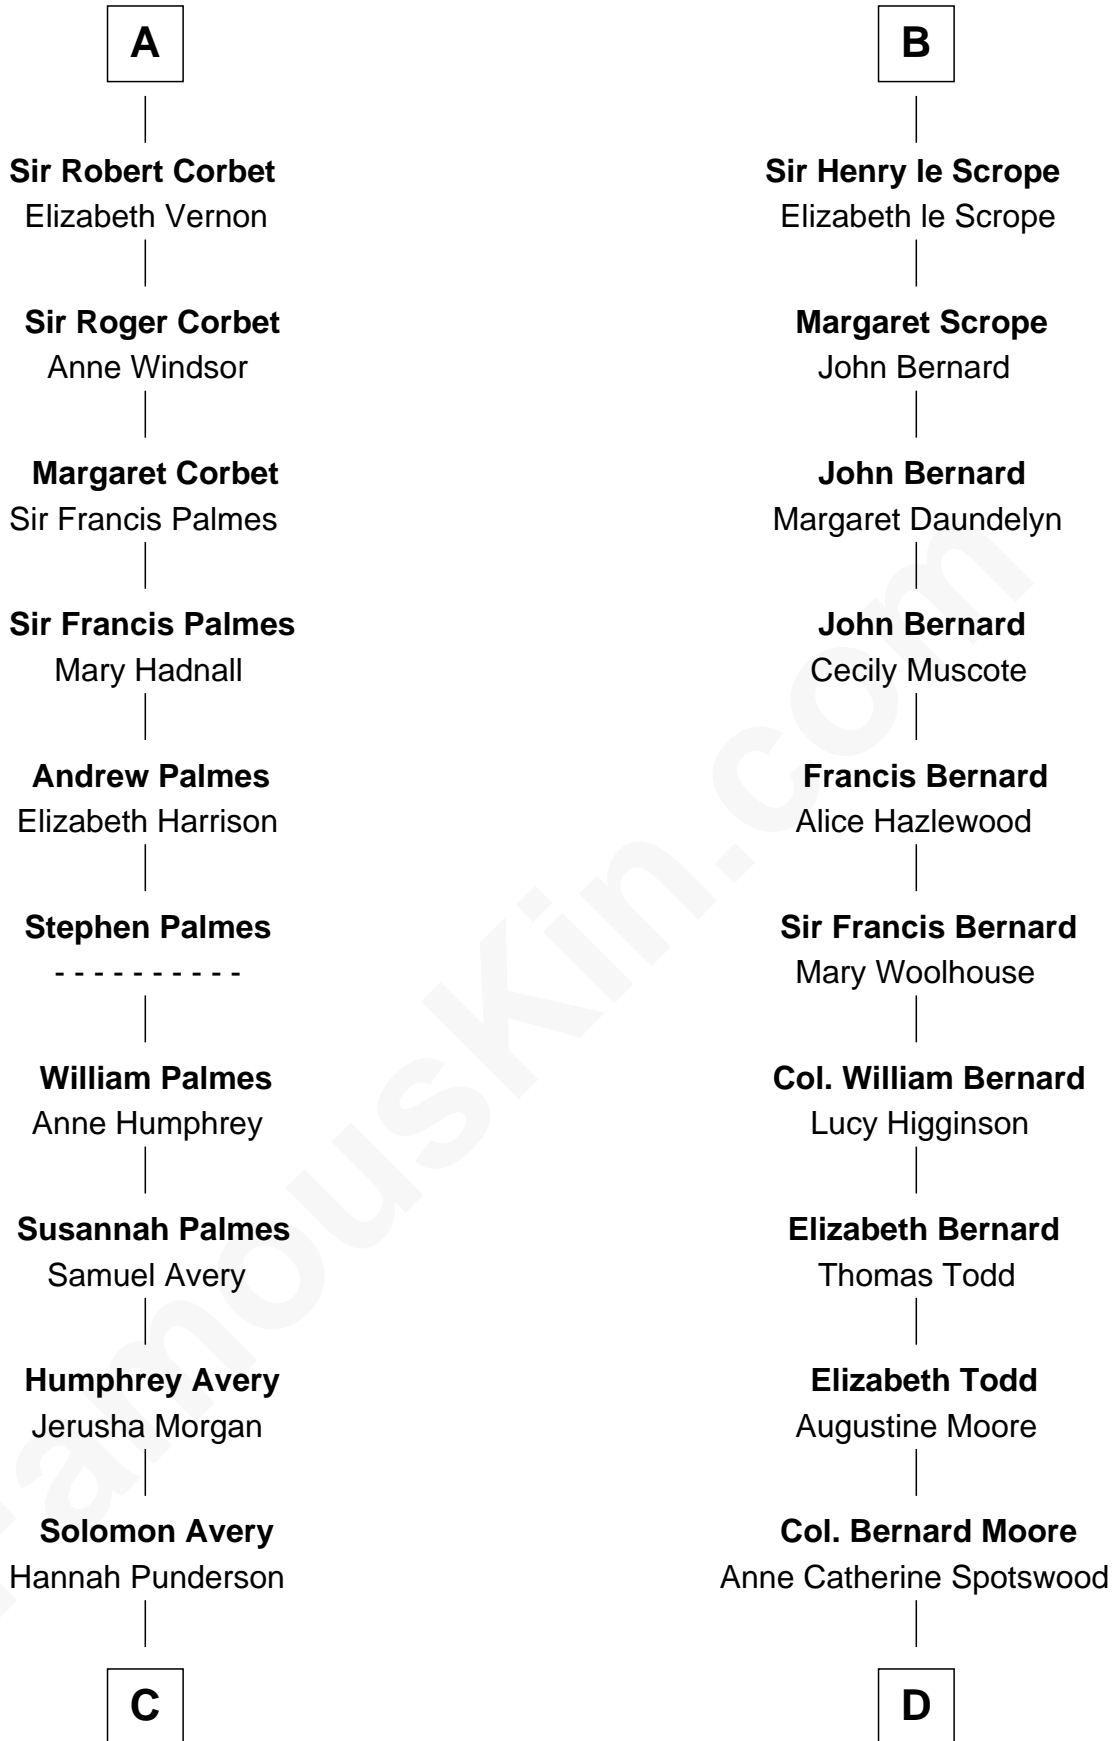 A
Sir Robert Corbet
Elizabeth Vernon
Sir Roger Corbet
Anne Windsor
Margaret Corbet
Sir Francis Palmes
Sir Francis Palmes
Mary Hadnall
Andrew Palmes
Elizabeth Harrison
Stephen Palmes
- - - - - - - - - -
William Palmes
Anne Humphrey
Susannah Palmes
Samuel Avery
Humphrey Avery
Jerusha Morgan
Solomon Avery
Hannah Punderson
C
B
Sir Henry le Scrope
Elizabeth le Scrope
Margaret Scrope
John Bernard
John Bernard
Margaret Daundelyn
John Bernard
Cecily Muscote
Francis Bernard
Alice Hazlewood
Sir Francis Bernard
Mary Woolhouse
Col. William Bernard
Lucy Higginson
Elizabeth Bernard
Thomas Todd
Elizabeth Todd
Augustine Moore
Col. Bernard Moore
Anne Catherine Spotswood
D
FamousKin.com